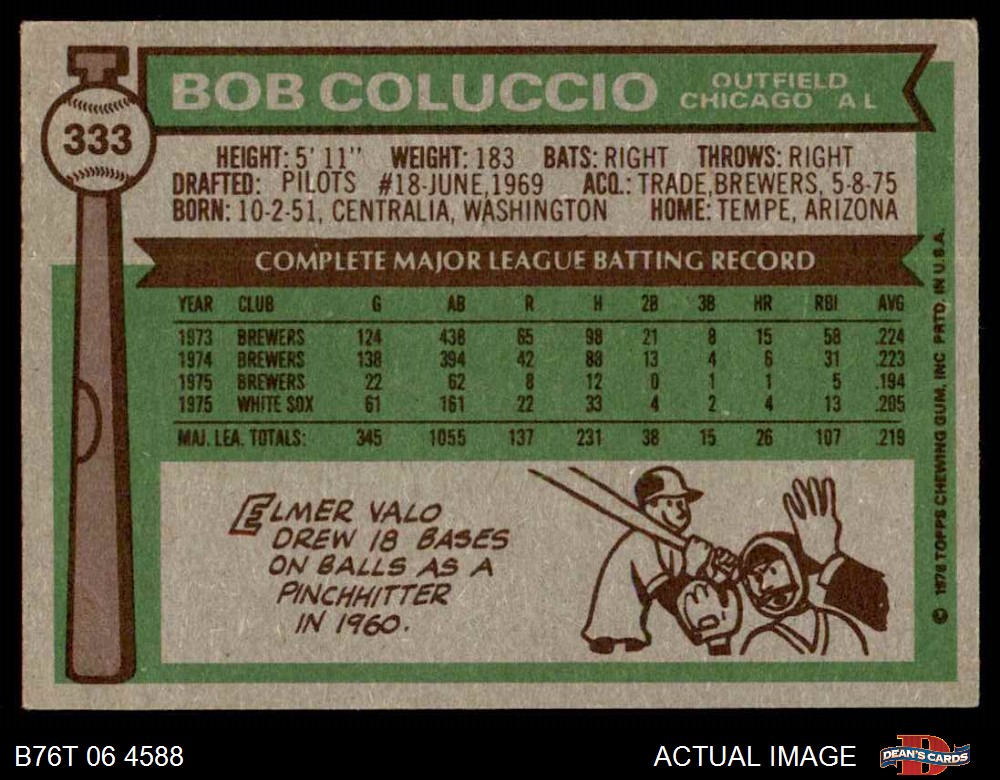 333
BOB COLUCCIO
OUTFIELD
CHICAGO AL
HEIGHT: 5' 11" WEIGHT: 183 BATS: RIGHT THROWS: RIGHT
DRAFTED: PILOTS #18-JUNE,1969 ACQ.: TRADE,BREWERS, 5-8-75
BORN: 10-2-51, CENTRALIA, WASHINGTON HOME: TEMPE, ARIZONA
COMPLETE MAJOR LEAGUE BATTING RECORD
YEAR CLUB G AB R H 2B 3B HR RBI AVG
1973 BREWERS 124 438 65 98 21 8 15 58 .224
1974 BREWERS 138 394 42 88 13 4 6 31 .223
1975 BREWERS 22 62 8 12 0 1 1 5 .194
1975 WHITE SOX 61 161 22 33 4 2 4 13 .205
MAJ. LEA. TOTALS: 345 1055 137 231 38 15 26 107 .219
ELMER VALO
DREW 18 BASES
ON BALLS AS A
PINCHHITTER
IN 1960.
© 1976 TOPPS CHEWING GUM, INC PRTD. IN U.S.A.
B76T 06 4588
ACTUAL IMAGE
D
DEAN'S CARDS